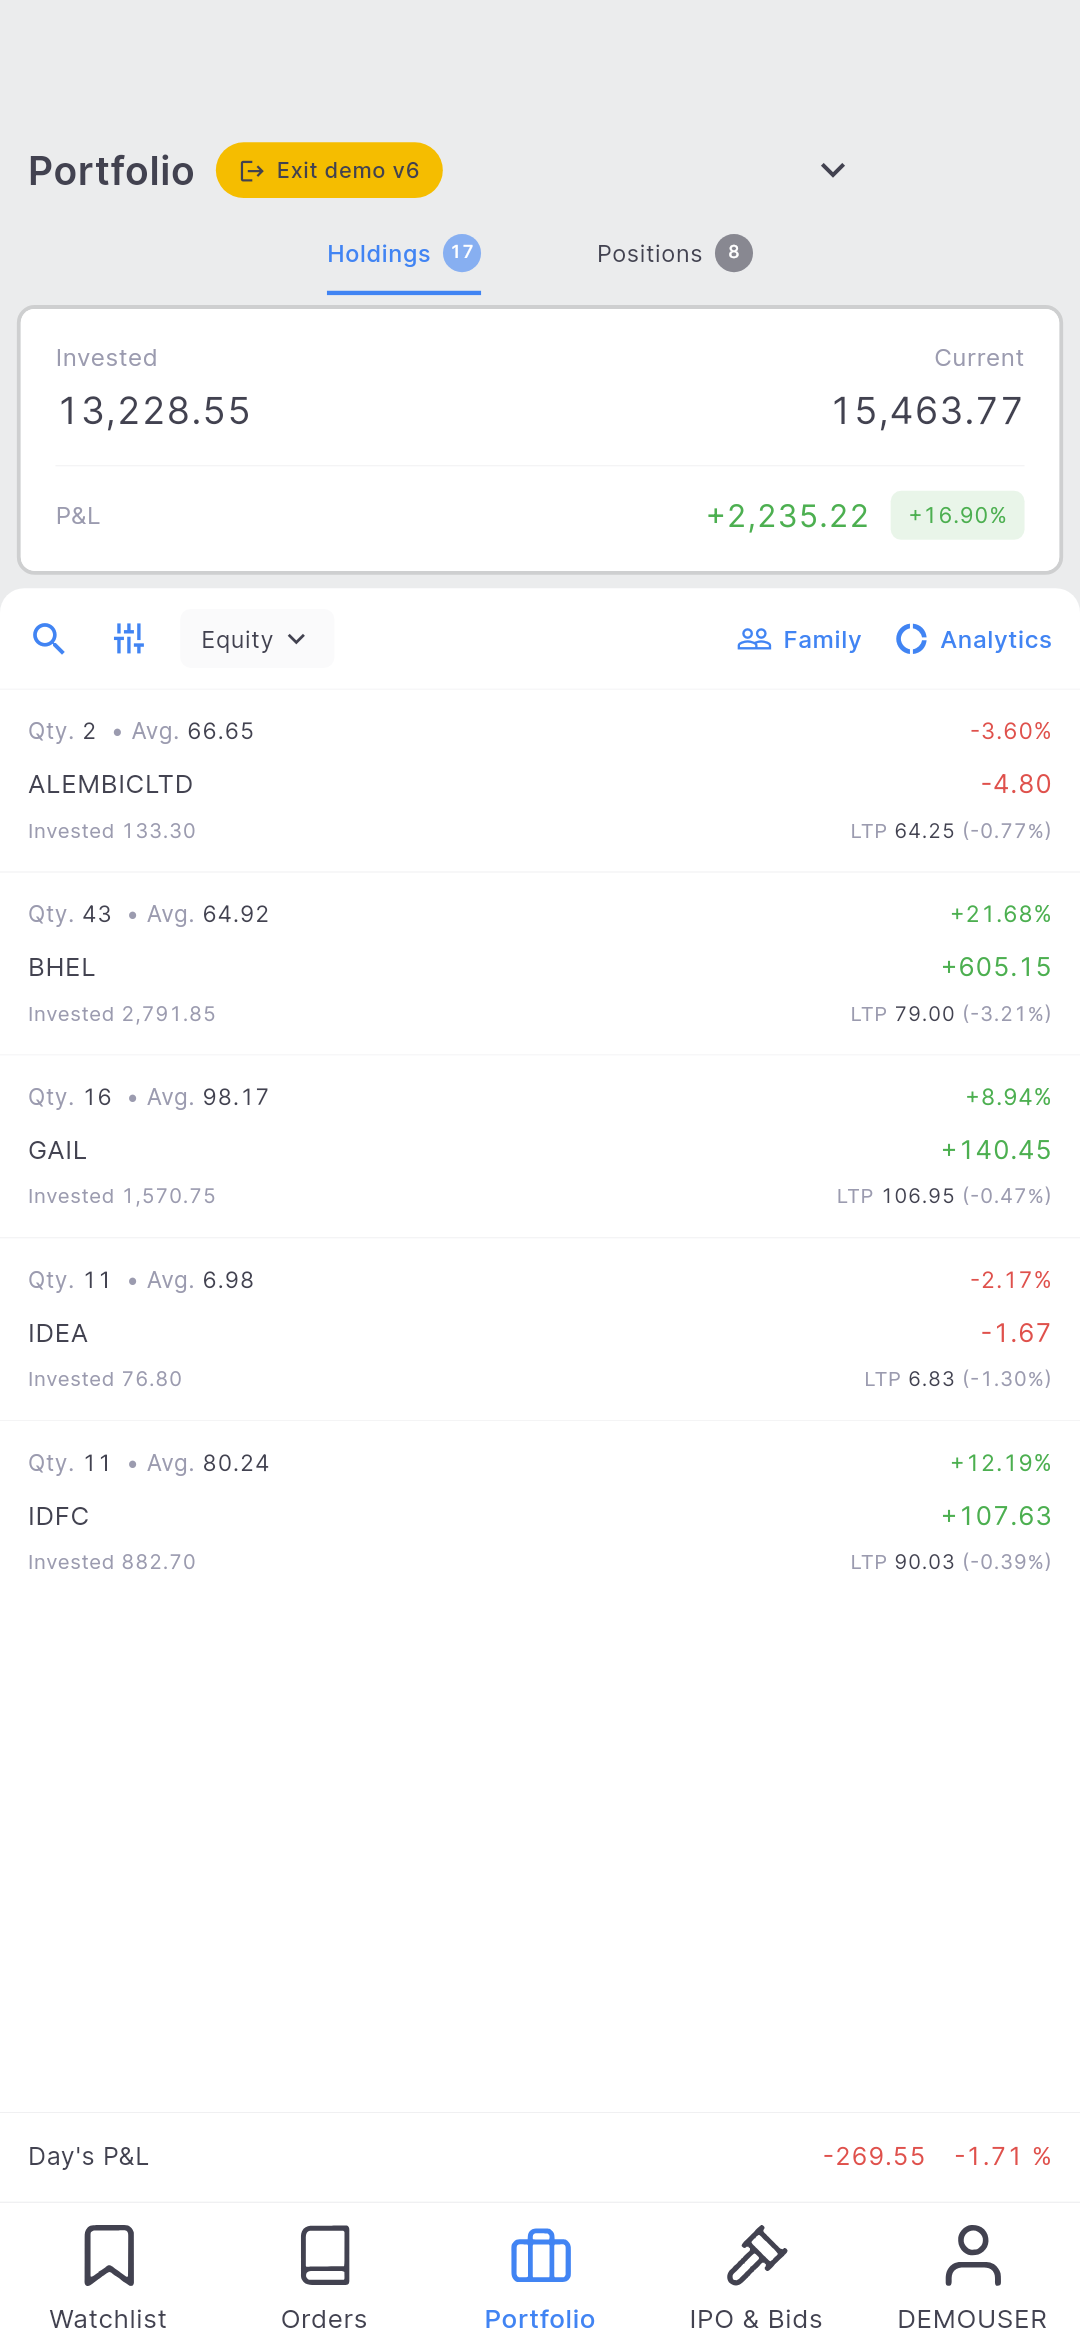 Portfolio Exit demo v6
Holdings 17 Positions 8
Invested Current
13,228.55 15,463.77
P&L +2,235.22 +16.90%
Equity Family Analytics
Qty. 2 • Avg. 66.65 -3.60%
ALEMBICLTD -4.80
Invested 133.30 LTP 64.25 (-0.77%)
Qty. 43 • Avg. 64.92 +21.68%
BHEL +605.15
Invested 2,791.85 LTP 79.00 (-3.21%)
Qty. 16 • Avg. 98.17 +8.94%
GAIL +140.45
Invested 1,570.75 LTP 106.95 (-0.47%)
Qty. 11 • Avg. 6.98 -2.17%
IDEA -1.67
Invested 76.80 LTP 6.83 (-1.30%)
Qty. 11 • Avg. 80.24 +12.19%
IDFC +107.63
Invested 882.70 LTP 90.03 (-0.39%)
Day's P&L -269.55 -1.71 %
Watchlist Orders Portfolio IPO & Bids DEMOUSER